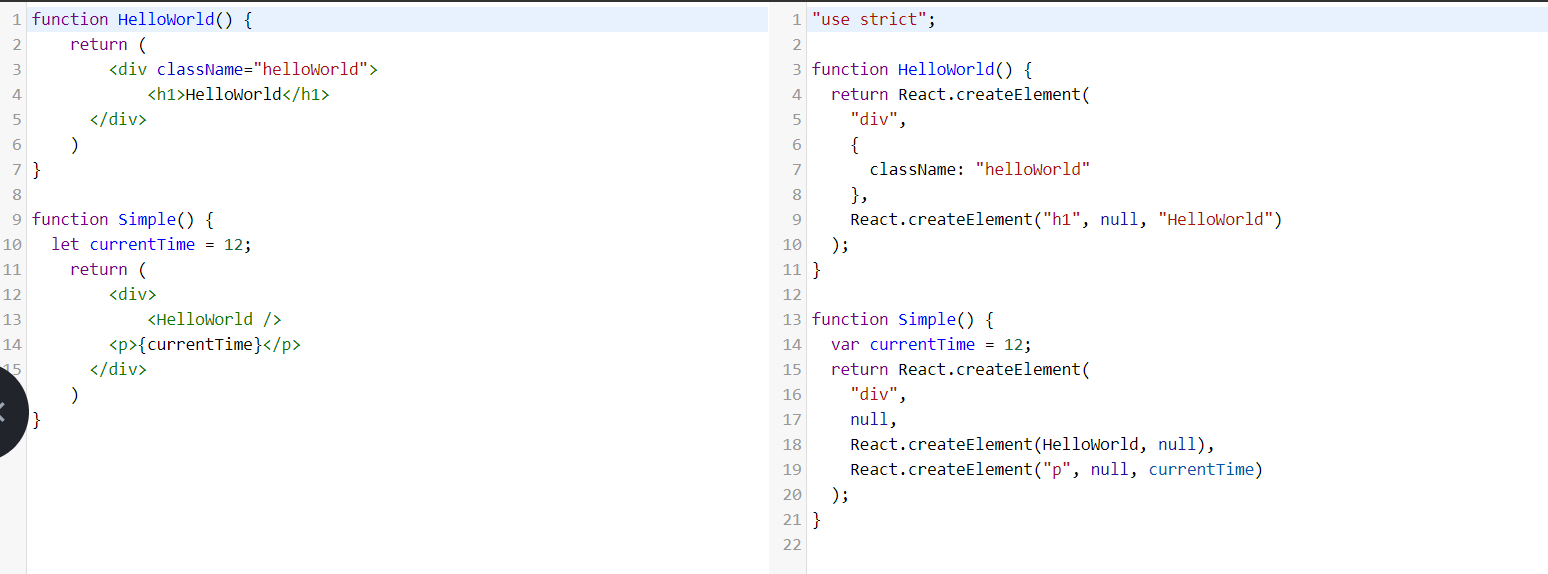 1 function HelloWorld() {
2     return (
3         <div className="helloWorld">
4             <h1>HelloWorld</h1>
5       </div>
6     )
7 }
8
9 function Simple() {
10   let currentTime = 12;
11     return (
12         <div>
13             <HelloWorld />
14         <p>{currentTime}</p>
15       </div>
    )
}
1 "use strict";
2
3 function HelloWorld() {
4   return React.createElement(
5     "div",
6     {
7       className: "helloWorld"
8     },
9     React.createElement("h1", null, "HelloWorld")
10   );
11 }
12
13 function Simple() {
14   var currentTime = 12;
15   return React.createElement(
16     "div",
17     null,
18     React.createElement(HelloWorld, null),
19     React.createElement("p", null, currentTime)
20   );
21 }
22